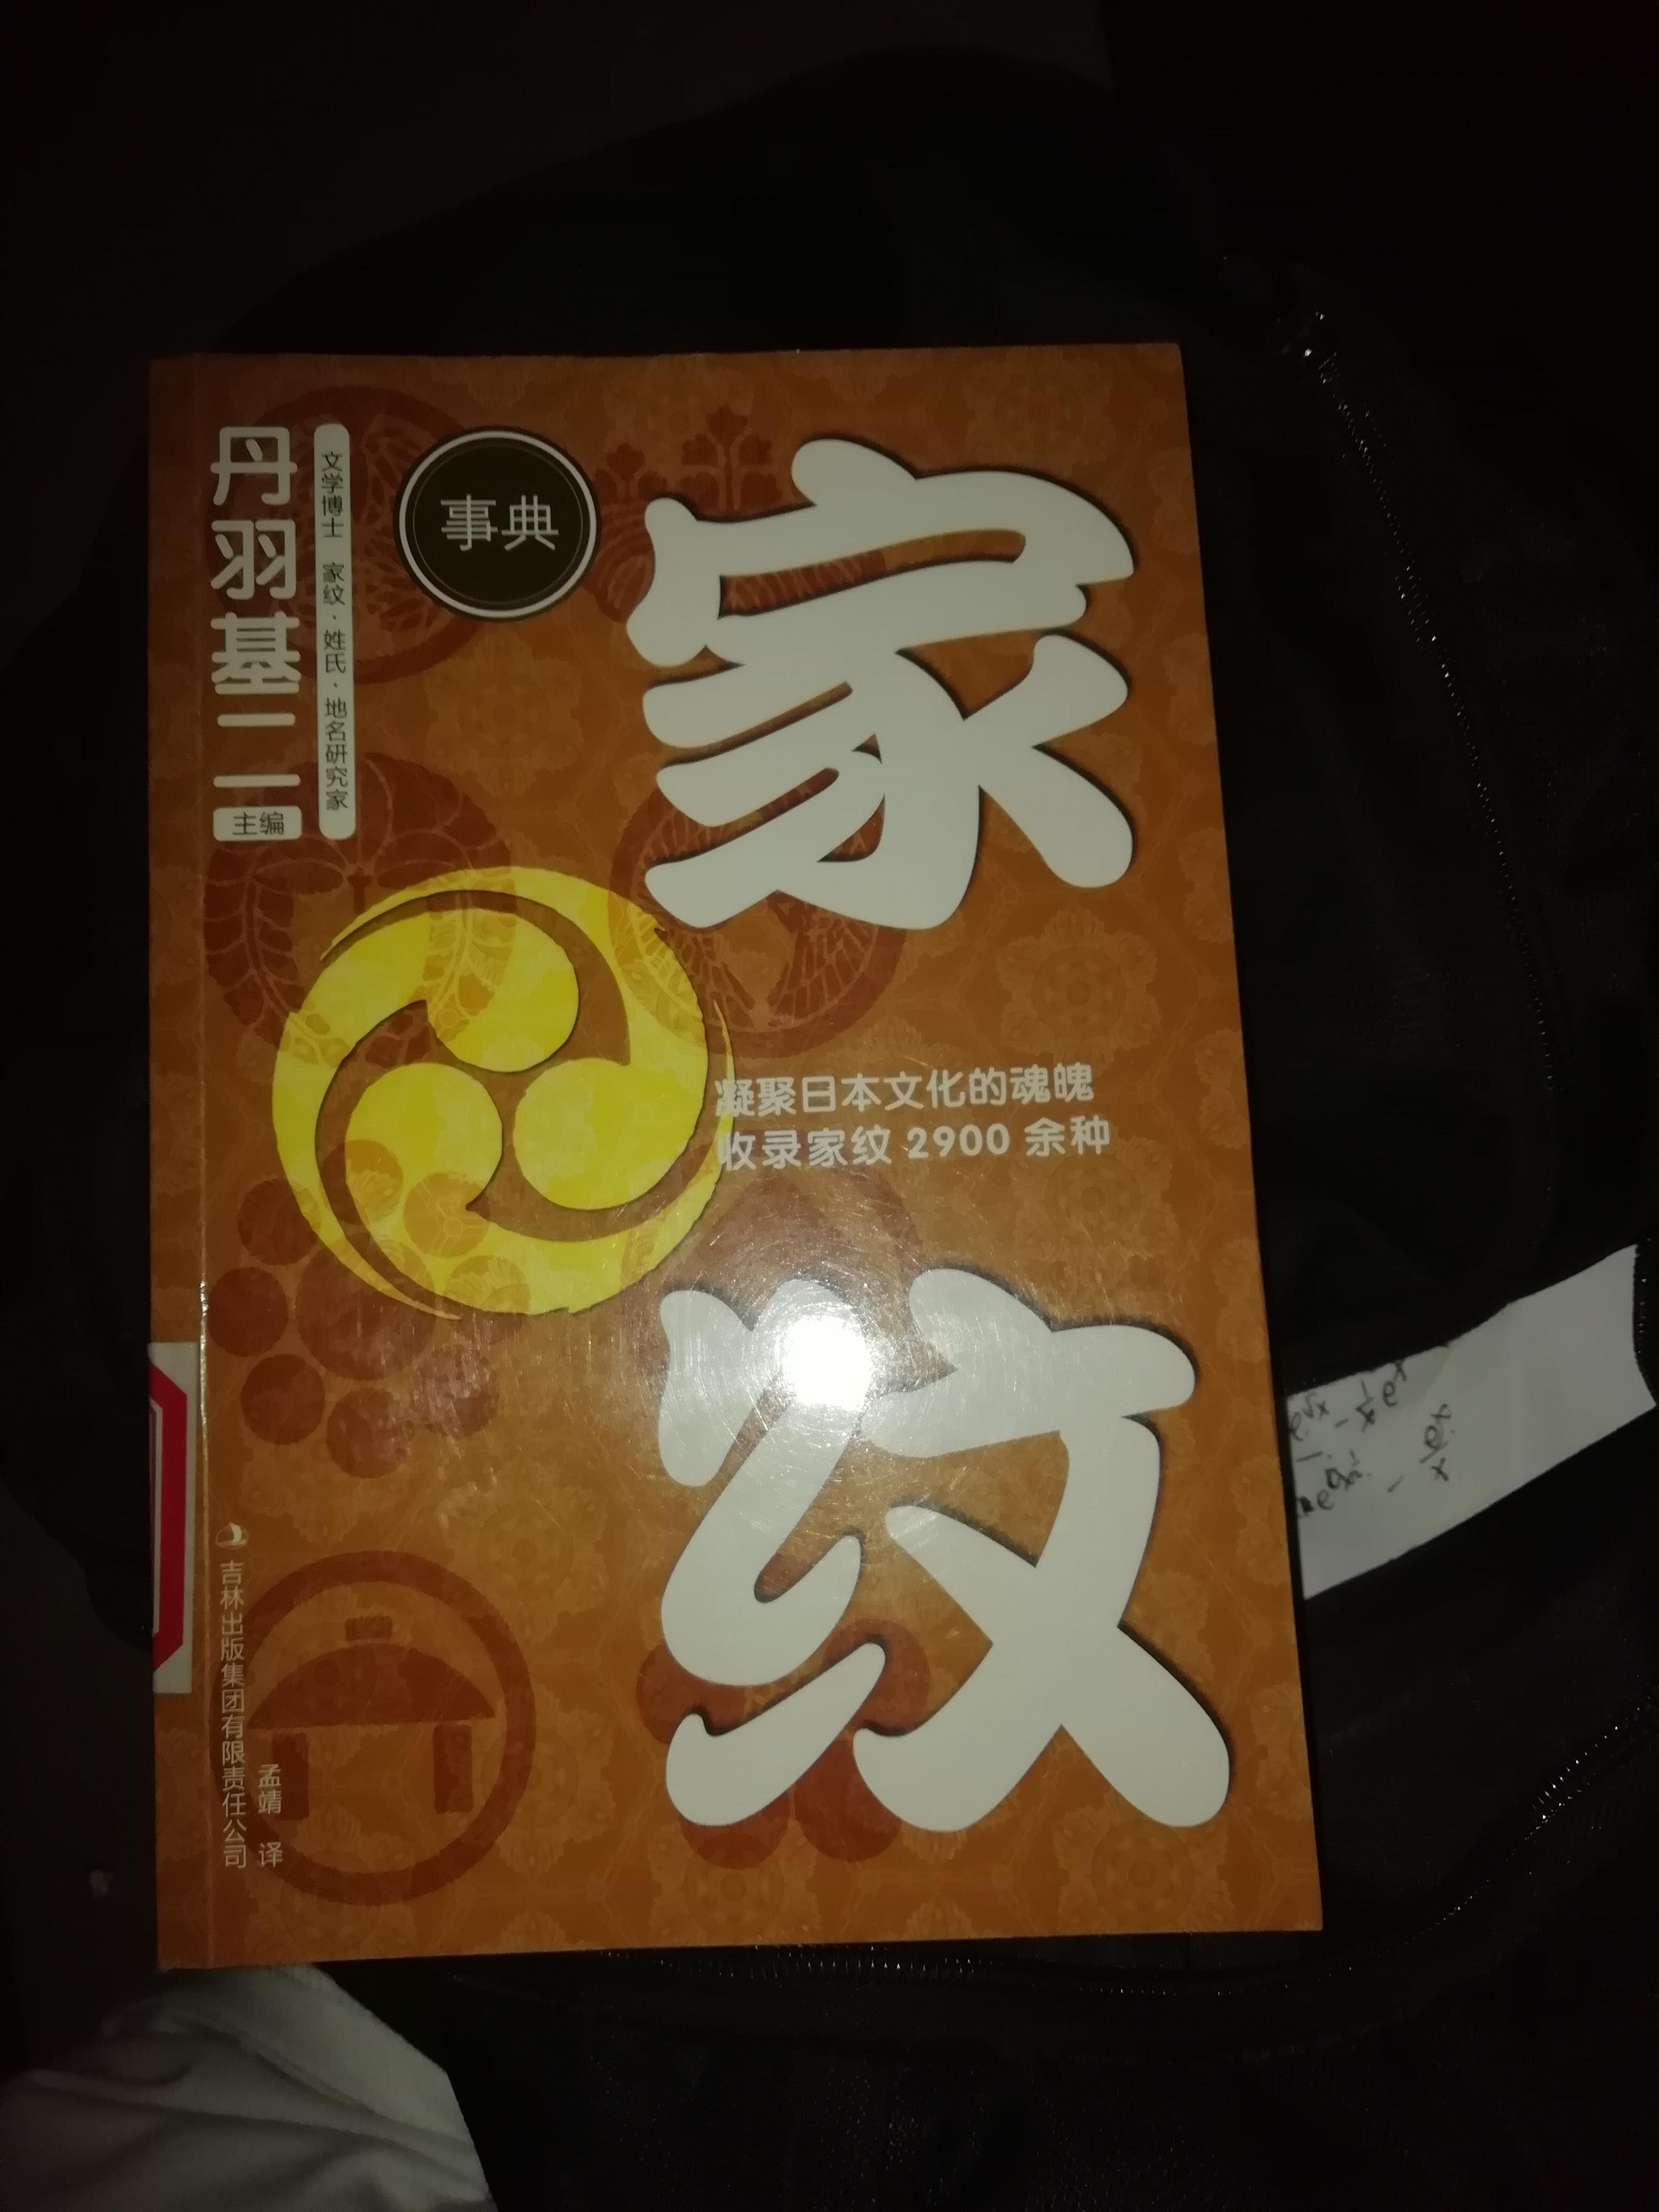 家纹
事典
文学博士 家纹·姓氏·地名研究家
丹羽基二
主编
凝聚日本文化的魂魄
收录家纹 2900 余种
孟靖 译
吉林出版集团有限责任公司